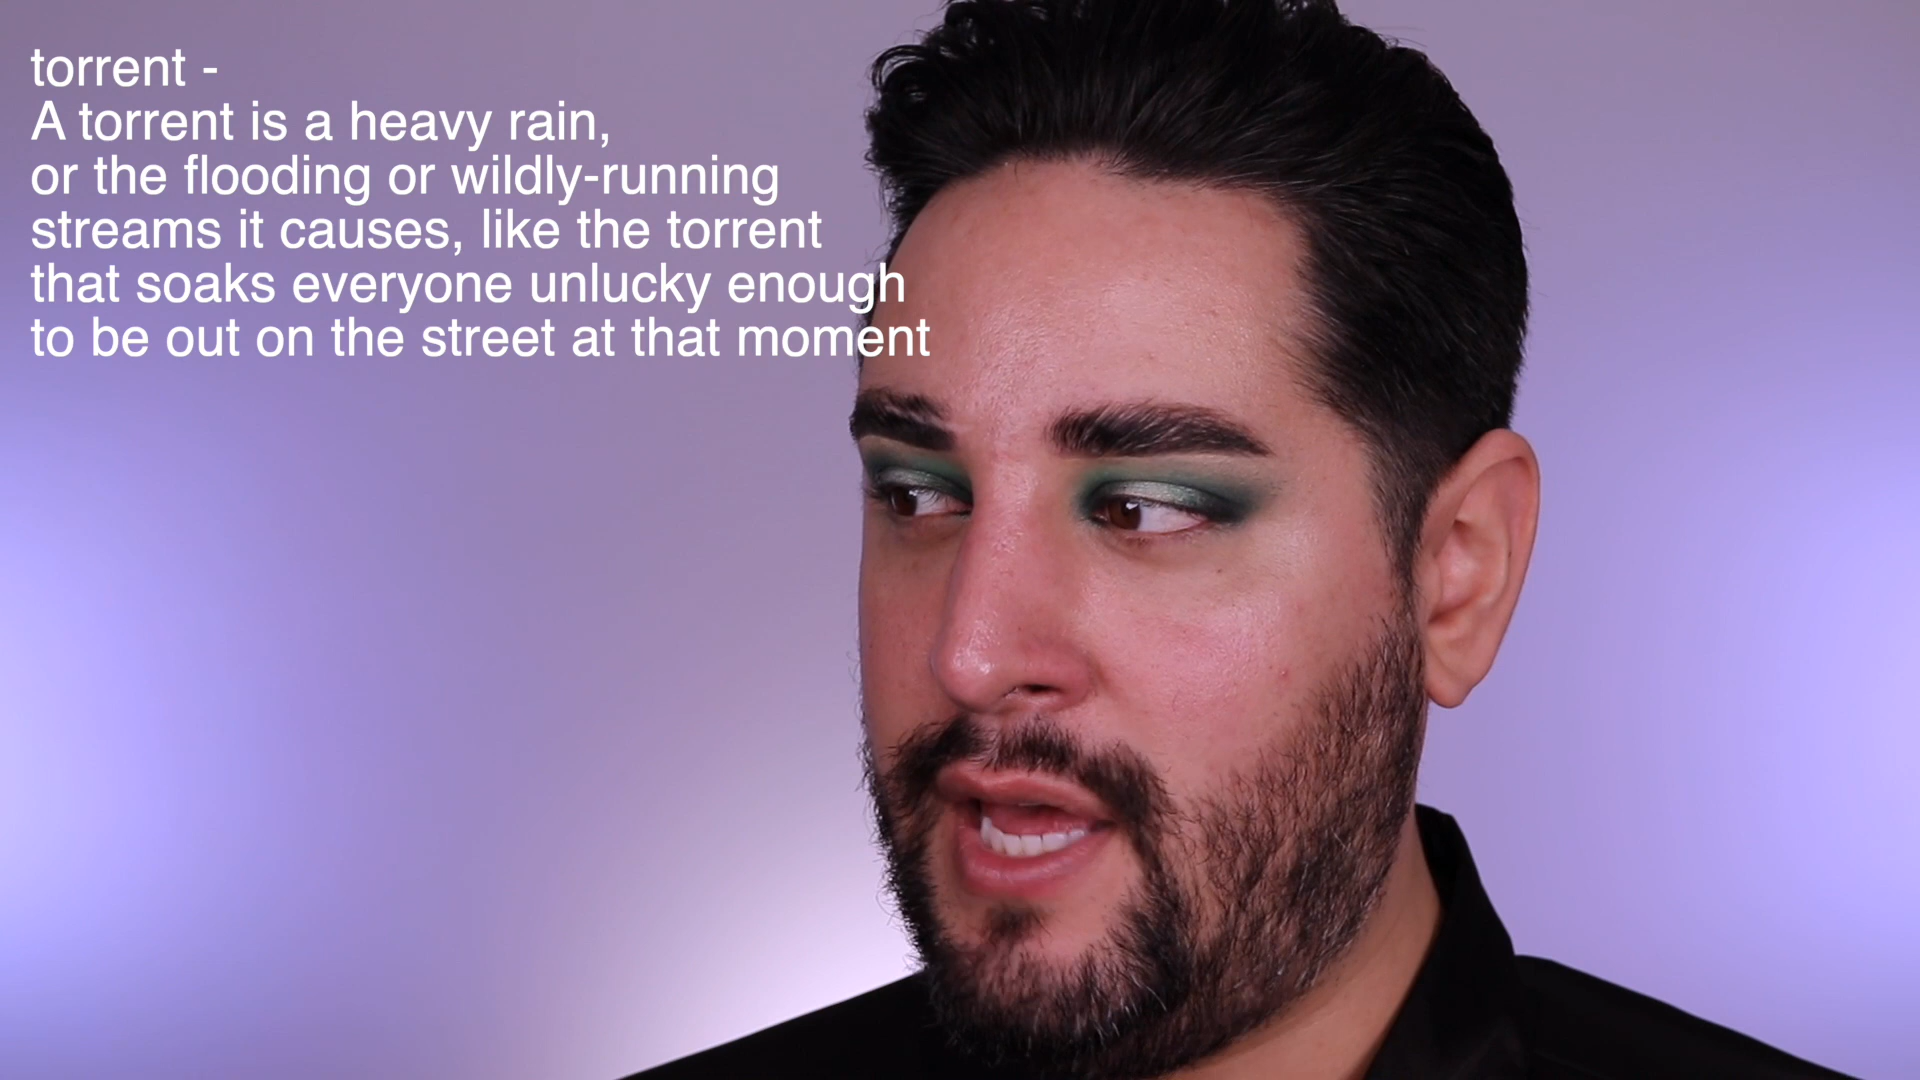 torrent -
A torrent is a heavy rain,
or the flooding or wildly-running
streams it causes, like the torrent
that soaks everyone unlucky enough
to be out on the street at that moment